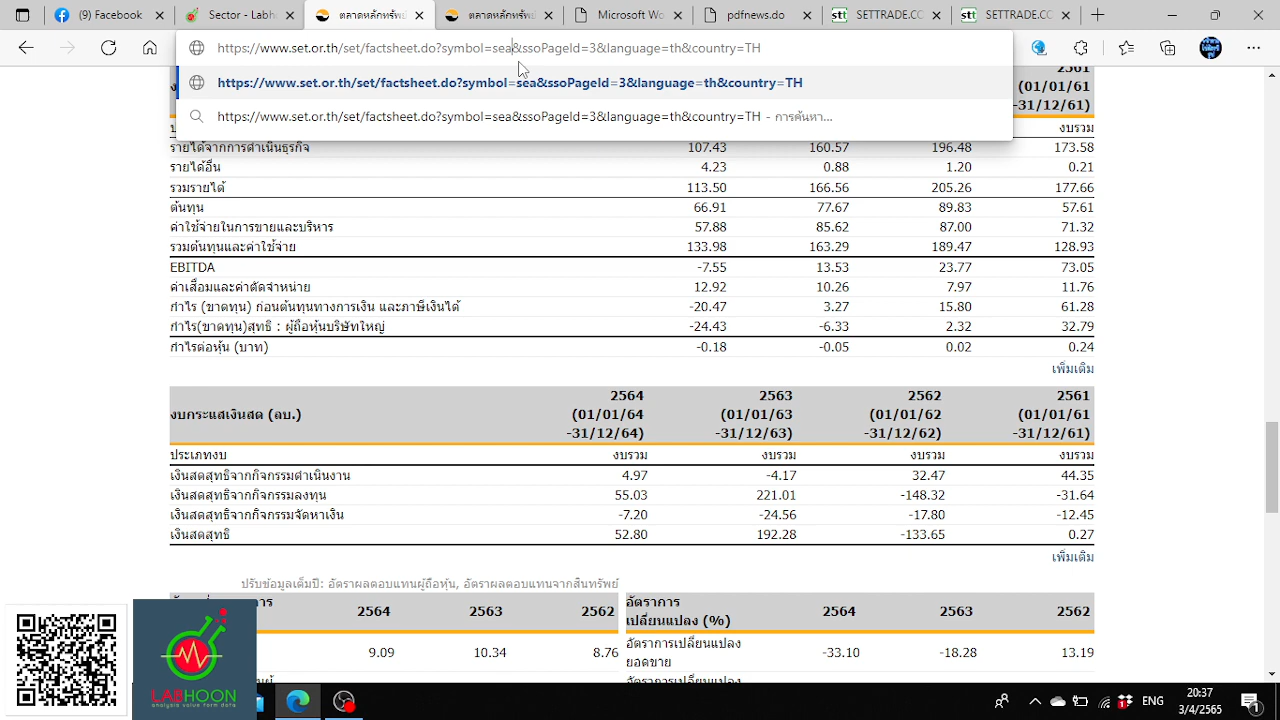 (3) Facebook
Sector - Labh
ตลาดหลักทรัพย์
ตลาดหลักทรัพย์
Microsoft Wo
pdfnews.do
stt SETTRADE.CO
stt SETTRADE.CO
https://www.set.or.th/set/factsheet.do?symbol=sea&ssoPageId=3&language=th&country=TH
https://www.set.or.th/set/factsheet.do?symbol=sea&ssoPageId=3&language=th&country=TH
https://www.set.or.th/set/factsheet.do?symbol=sea&ssoPageId=3&language=th&country=TH - การค้นหา...
2561
(01/01/61
-31/12/61)
งบรวม
รายได้จากการดำเนินธุรกิจ 107.43 160.57 196.48 173.58
รายได้อื่น 4.23 0.88 1.20 0.21
รวมรายได้ 113.50 166.56 205.26 177.66
ต้นทุน 66.91 77.67 89.83 57.61
ค่าใช้จ่ายในการขายและบริหาร 57.88 85.62 87.00 71.32
รวมต้นทุนและค่าใช้จ่าย 133.98 163.29 189.47 128.93
EBITDA -7.55 13.53 23.77 73.05
ค่าเสื่อมและค่าตัดจำหน่าย 12.92 10.26 7.97 11.76
กำไร (ขาดทุน) ก่อนต้นทุนทางการเงิน และภาษีเงินได้ -20.47 3.27 15.80 61.28
กำไร(ขาดทุน)สุทธิ : ผู้ถือหุ้นบริษัทใหญ่ -24.43 -6.33 2.32 32.79
กำไรต่อหุ้น (บาท) -0.18 -0.05 0.02 0.24
เพิ่มเติม
2564 2563 2562 2561
งบกระแสเงินสด (ลบ.) (01/01/64 (01/01/63 (01/01/62 (01/01/61
-31/12/64) -31/12/63) -31/12/62) -31/12/61)
ประเภทงบ งบรวม งบรวม งบรวม งบรวม
เงินสดสุทธิจากกิจกรรมดำเนินงาน 4.97 -4.17 32.47 44.35
เงินสดสุทธิจากกิจกรรมลงทุน 55.03 221.01 -148.32 -31.64
เงินสดสุทธิจากกิจกรรมจัดหาเงิน -7.20 -24.56 -17.80 -12.45
เงินสดสุทธิ 52.80 192.28 -133.65 0.27
เพิ่มเติม
ปรับข้อมูลเต็มปี: อัตราผลตอบแทนผู้ถือหุ้น, อัตราผลตอบแทนจากสินทรัพย์
2564 2563 2562
อัตราการ
เปลี่ยนแปลง (%) 2564 2563 2562
9.09 10.34 8.76
อัตราการเปลี่ยนแปลง
ยอดขาย -33.10 -18.28 13.19
LABHOON
analysis value form data
ENG
20:37
3/4/2565